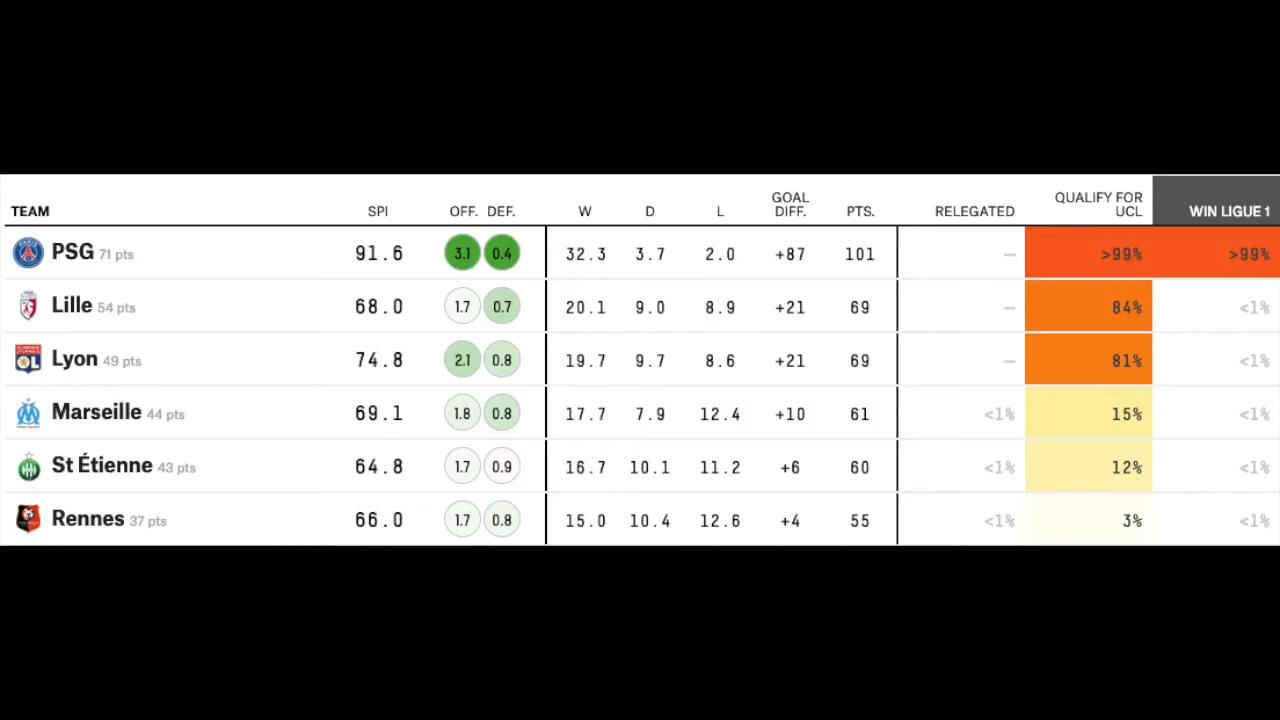 TEAM SPI OFF. DEF. W D L GOAL DIFF. PTS. RELEGATED QUALIFY FOR UCL WIN LIGUE 1
PSG 71 pts 91.6 3.1 0.4 32.3 3.7 2.0 +87 101 — >99% >99%
Lille 54 pts 68.0 1.7 0.7 20.1 9.0 8.9 +21 69 — 84% <1%
Lyon 49 pts 74.8 2.1 0.8 19.7 9.7 8.6 +21 69 — 81% <1%
Marseille 44 pts 69.1 1.8 0.8 17.7 7.9 12.4 +10 61 <1% 15% <1%
St Étienne 43 pts 64.8 1.7 0.9 16.7 10.1 11.2 +6 60 <1% 12% <1%
Rennes 37 pts 66.0 1.7 0.8 15.0 10.4 12.6 +4 55 <1% 3% <1%